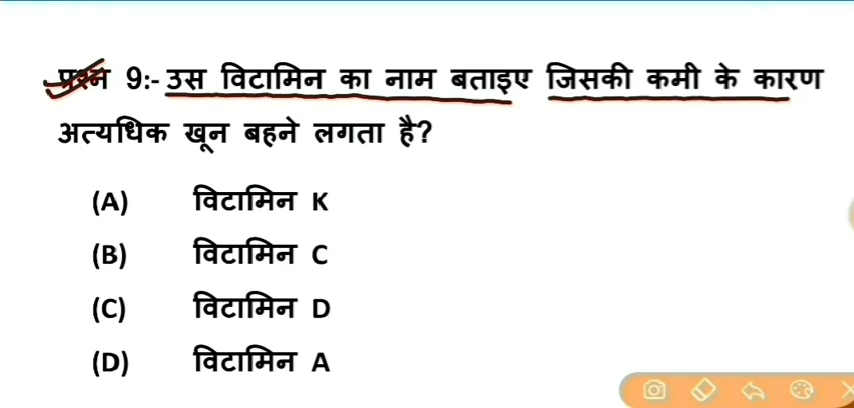 प्रश्न 9:- उस विटामिन का नाम बताइए जिसकी कमी के कारण
अत्यधिक खून बहने लगता है?
(A) विटामिन K
(B) विटामिन C
(C) विटामिन D
(D) विटामिन A